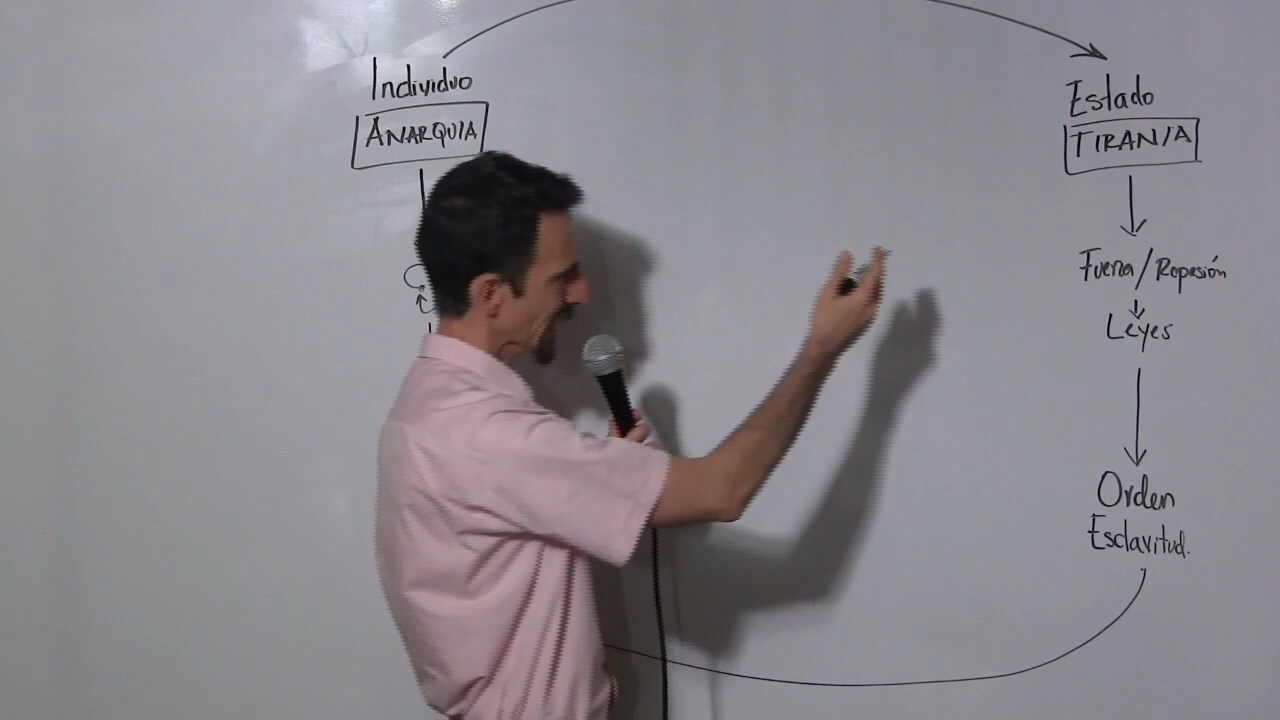 Individuo
ANARQUIA
Estado
TIRANIA
Fuerza/Represión
Leyes
Orden
Esclavitud.